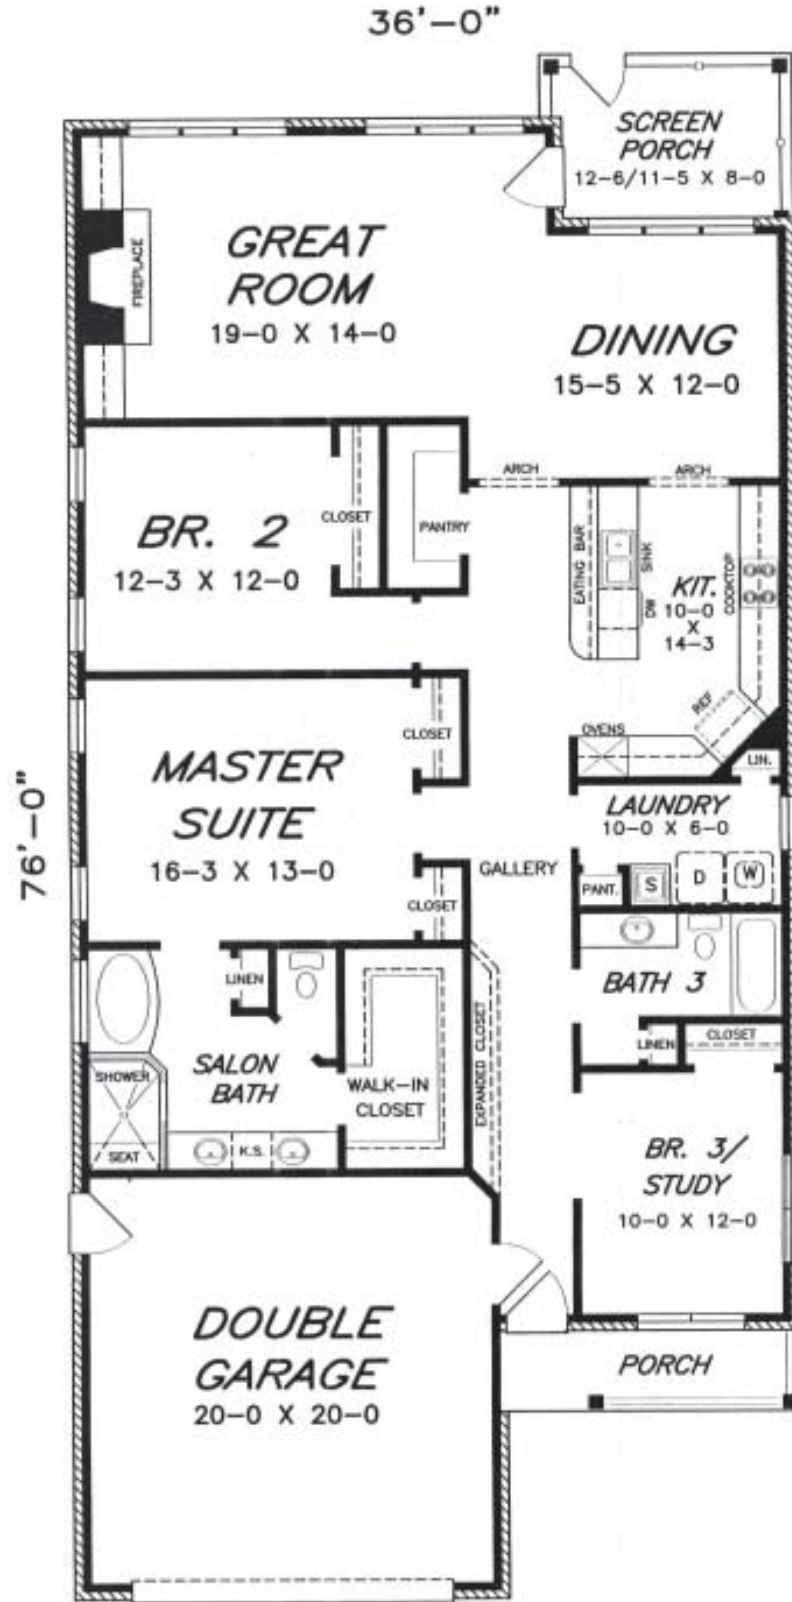 36'-0"
SCREEN
PORCH
12-6/11-5 X 8-0
GREAT
ROOM
19-0 X 14-0
FIREPLACE
DINING
15-5 X 12-0
ARCH
ARCH
BR. 2
12-3 X 12-0
CLOSET
PANTRY
EATING BAR
SINK
DW
KIT.
10-0
X
14-3
COOKTOP
REF
OVENS
LIN.
MASTER
SUITE
16-3 X 13-0
CLOSET
CLOSET
76'-0"
LAUNDRY
10-0 X 6-0
GALLERY
PANT.
S
D
W
BATH 3
LINEN
CLOSET
LINEN
SALON
BATH
SHOWER
SEAT
K.S.
WALK-IN
CLOSET
EXPANDED CLOSET
BR. 3/
STUDY
10-0 X 12-0
DOUBLE
GARAGE
20-0 X 20-0
PORCH